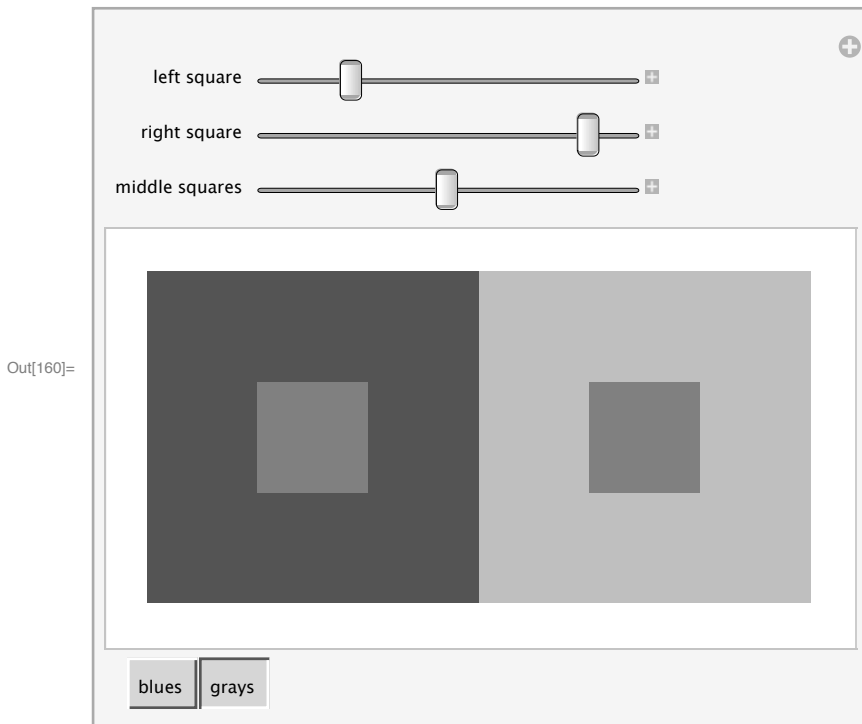 left square
right square
middle squares
Out[160]=
blues grays